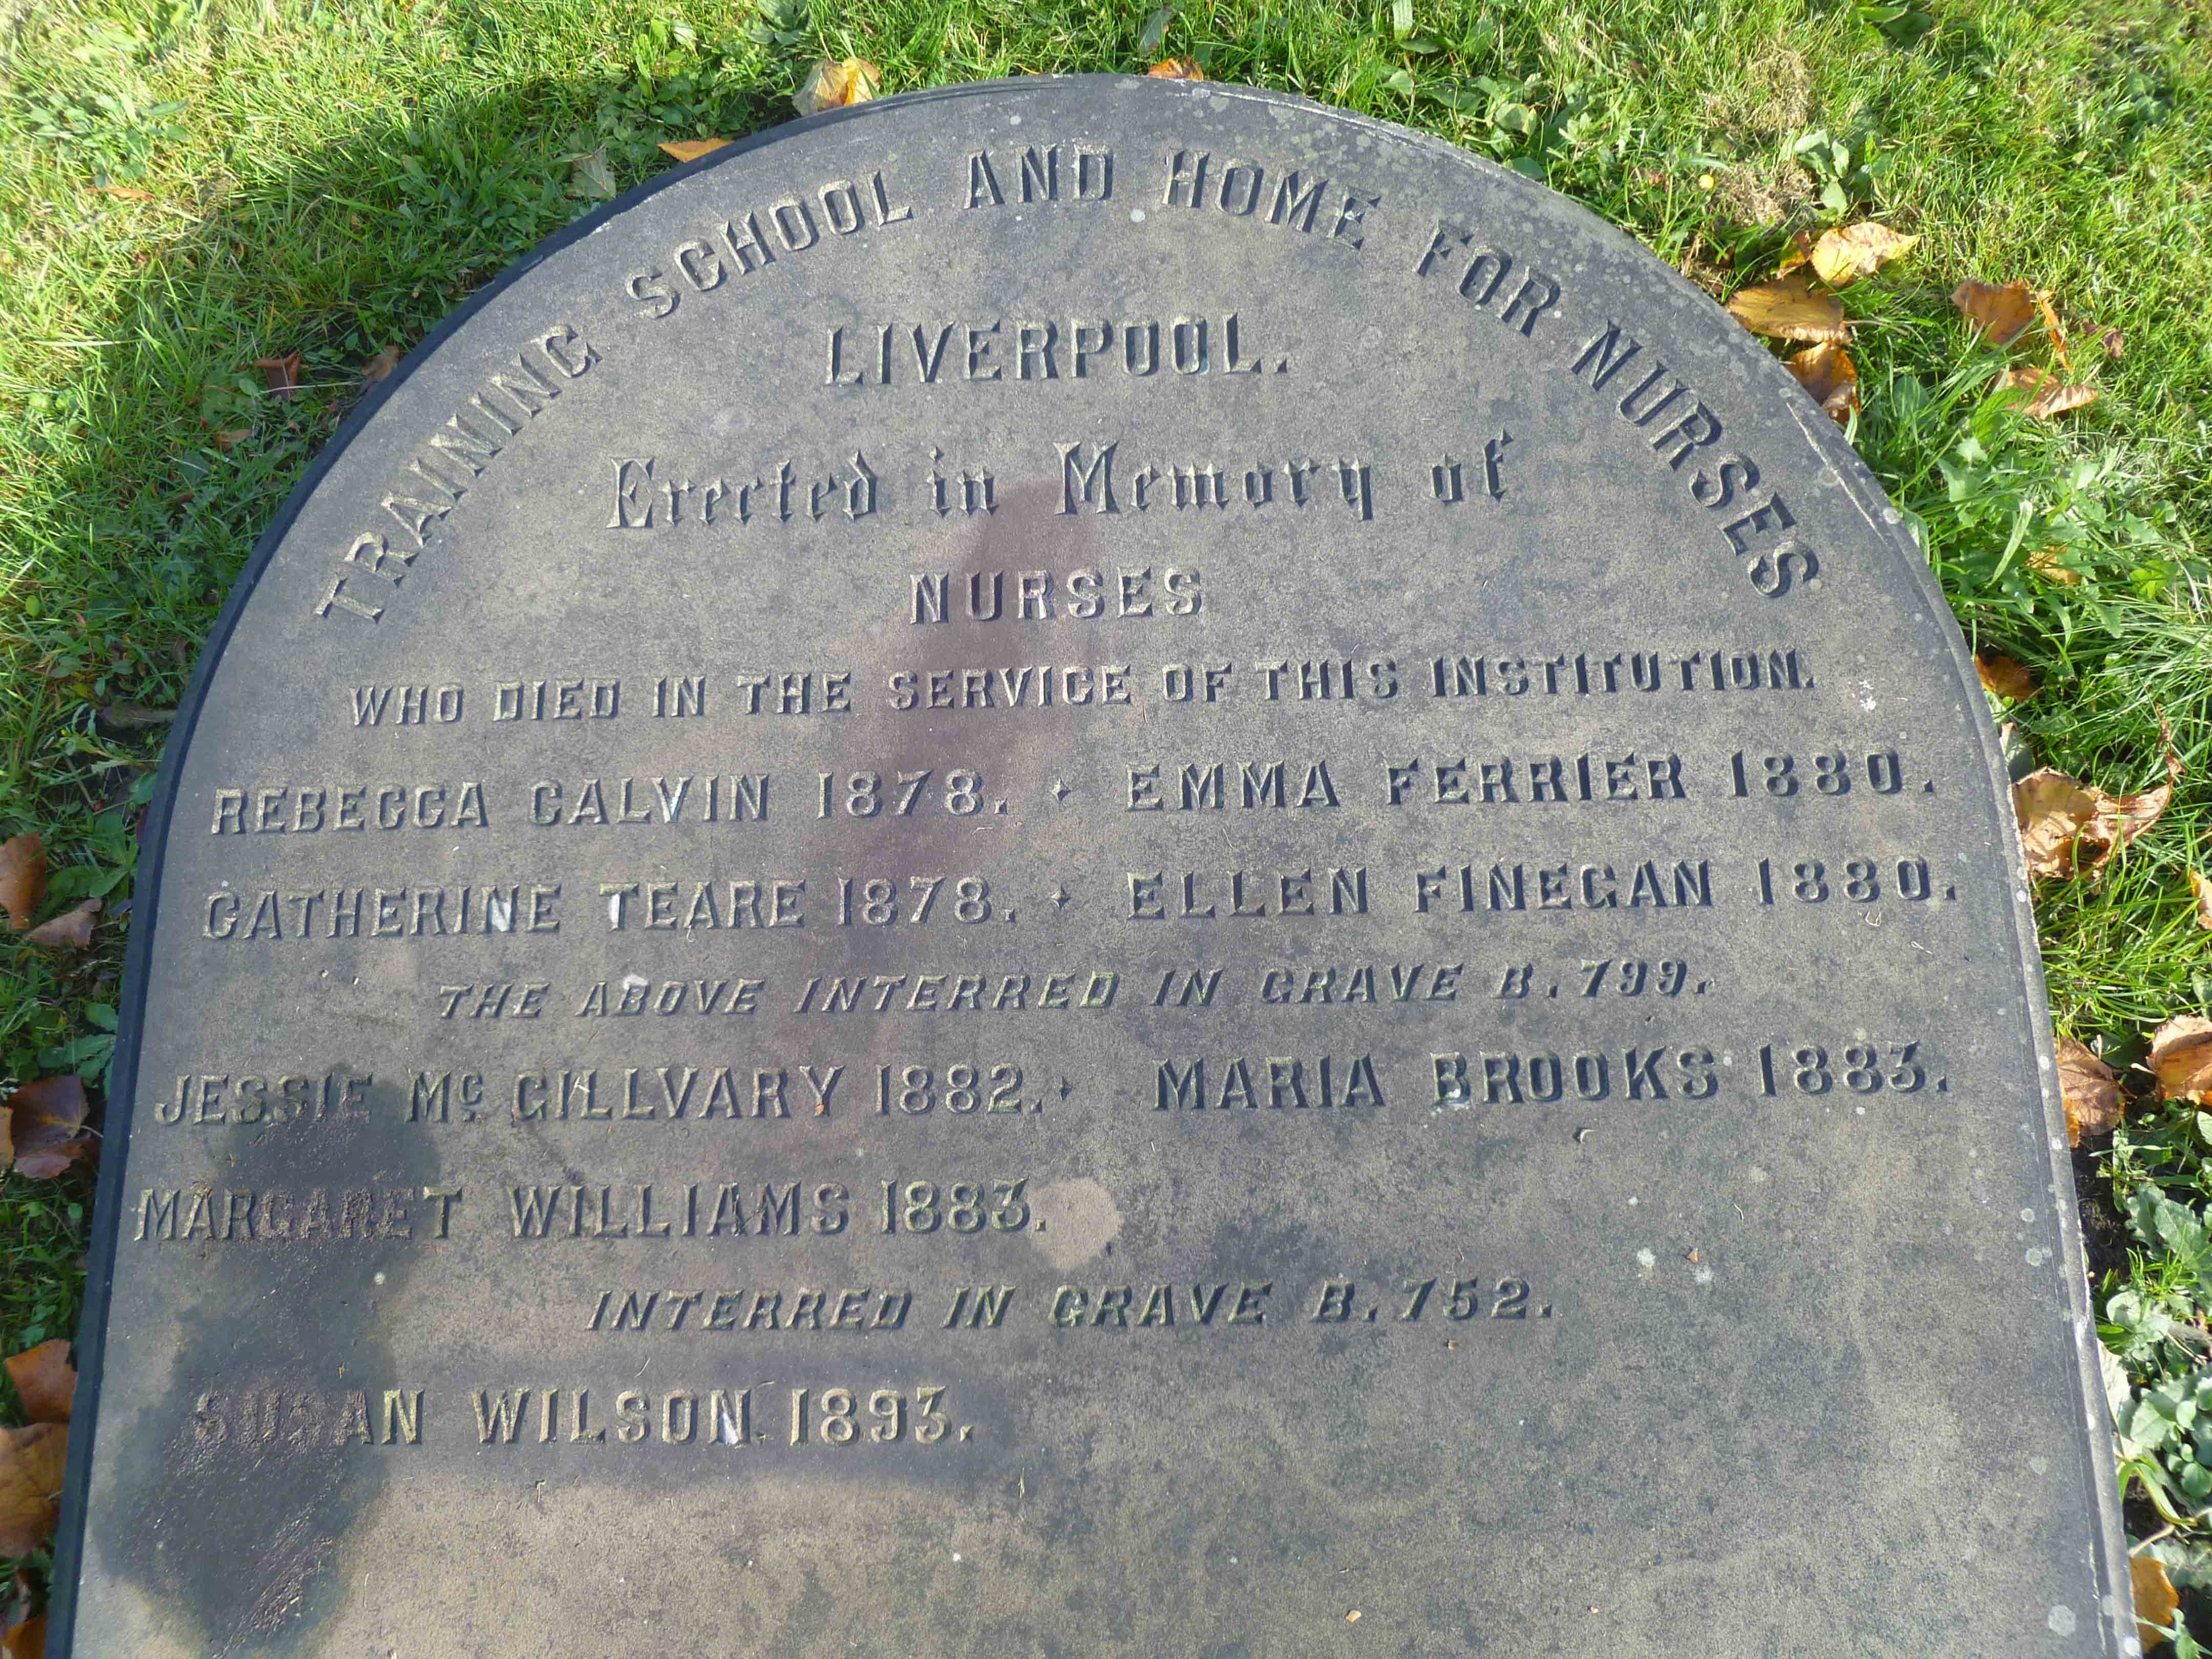 TRAINING SCHOOL AND HOME FOR NURSES
LIVERPOOL.
Erected in Memory of
NURSES
WHO DIED IN THE SERVICE OF THIS INSTITUTION.
REBECCA CALVIN 1878. EMMA FERRIER 1880.
CATHERINE TEARE 1878. ELLEN FINEGAN 1880.
THE ABOVE INTERRED IN GRAVE B. 799.
JESSIE Mc GILLVARY 1882. MARIA BROOKS 1883.
MARGARET WILLIAMS 1883.
INTERRED IN GRAVE B. 752.
SUSAN WILSON. 1893.